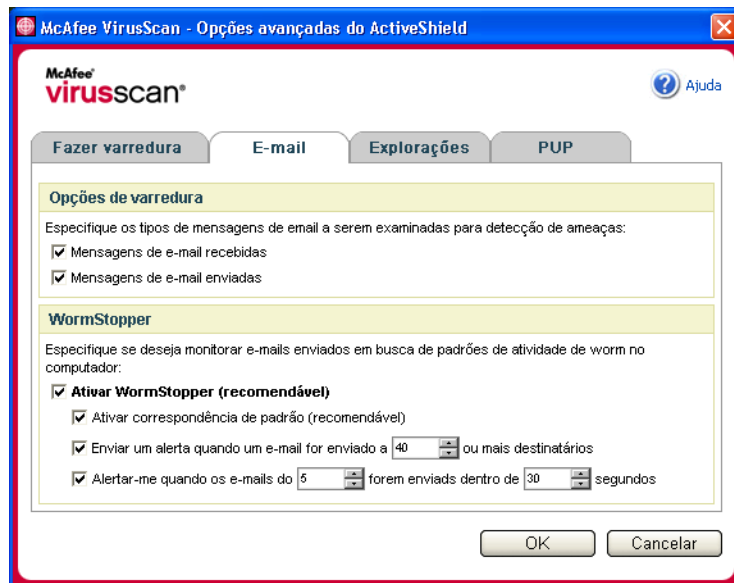 McAfee VirusScan - Opções avançadas do ActiveShield
McAfee®
virusscan®
Ajuda
Fazer varredura
E-mail
Explorações
PUP
Opções de varredura
Especifique os tipos de mensagens de email a serem examinadas para detecção de ameaças:
Mensagens de e-mail recebidas
Mensagens de e-mail enviadas
WormStopper
Especifique se deseja monitorar e-mails enviados em busca de padrões de atividade de worm no
computador:
Ativar WormStopper (recomendável)
Ativar correspondência de padrão (recomendável)
Enviar um alerta quando um e-mail for enviado a 40 ou mais destinatários
Alertar-me quando os e-mails do 5 forem enviads dentro de 30 segundos
OK
Cancelar